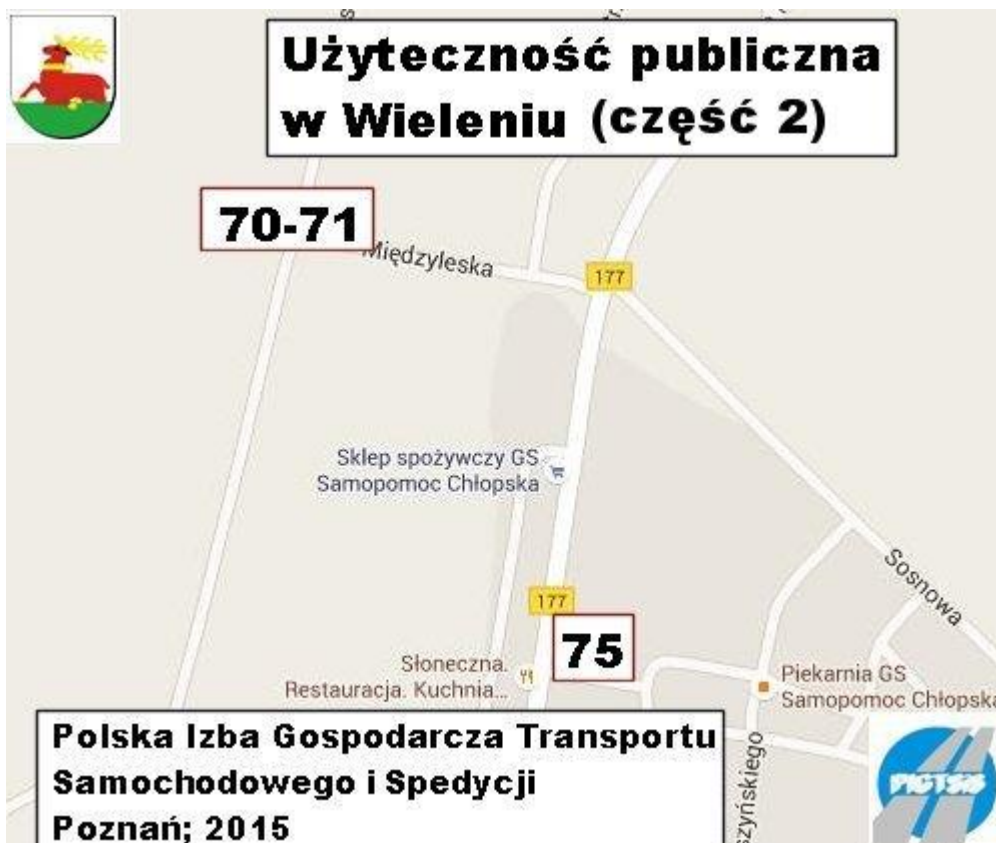 Użyteczność publiczna
w Wieleniu (część 2)
70-71
Międzyleska
177
Sklep spożywczy GS
Samopomoc Chłopska
Sosnowa
177
75
Słoneczna.
Restauracja. Kuchnia...
Piekarnia GS
Samopomoc Chłopska
szyńskiego
Polska Izba Gospodarcza Transportu
Samochodowego i Spedycji
Poznań; 2015
PIGTSiS